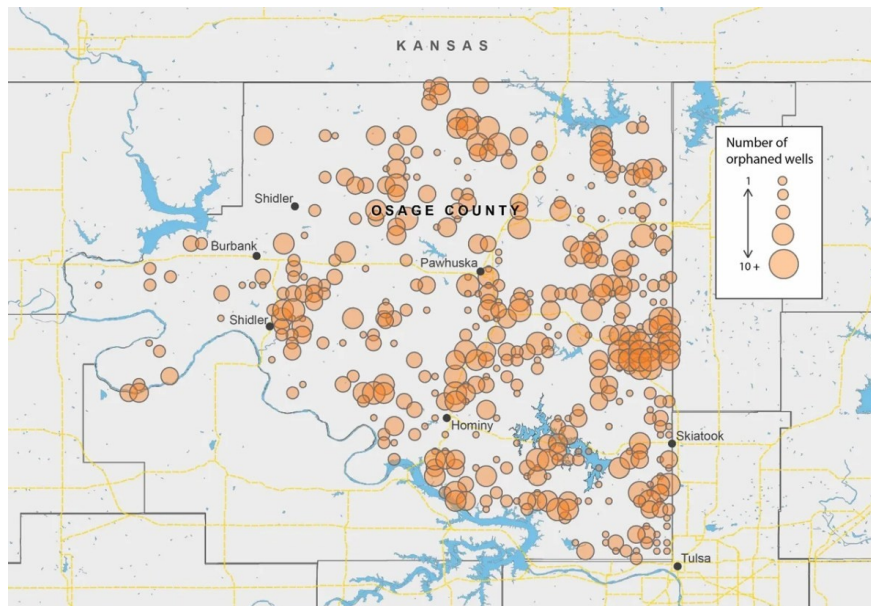 KANSAS
Number of
orphaned wells
1
10 +
Shidler
OSAGE COUNTY
Burbank
Pawhuska
Shidler
Hominy
Skiatook
Tulsa